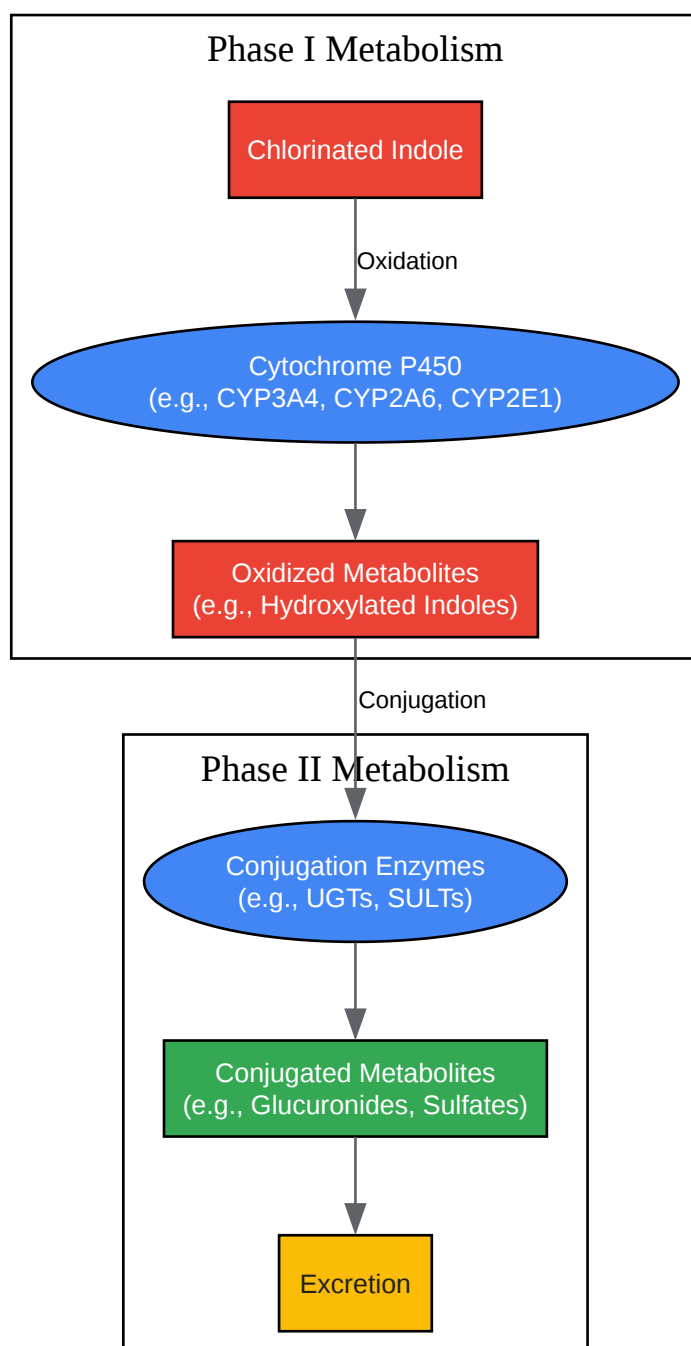 Phase I Metabolism
Chlorinated Indole
Oxidation
Cytochrome P450
(e.g., CYP3A4, CYP2A6, CYP2E1)
Oxidized Metabolites
(e.g., Hydroxylated Indoles)
Conjugation
Phase II Metabolism
Conjugation Enzymes
(e.g., UGTs, SULTs)
Conjugated Metabolites
(e.g., Glucuronides, Sulfates)
Excretion